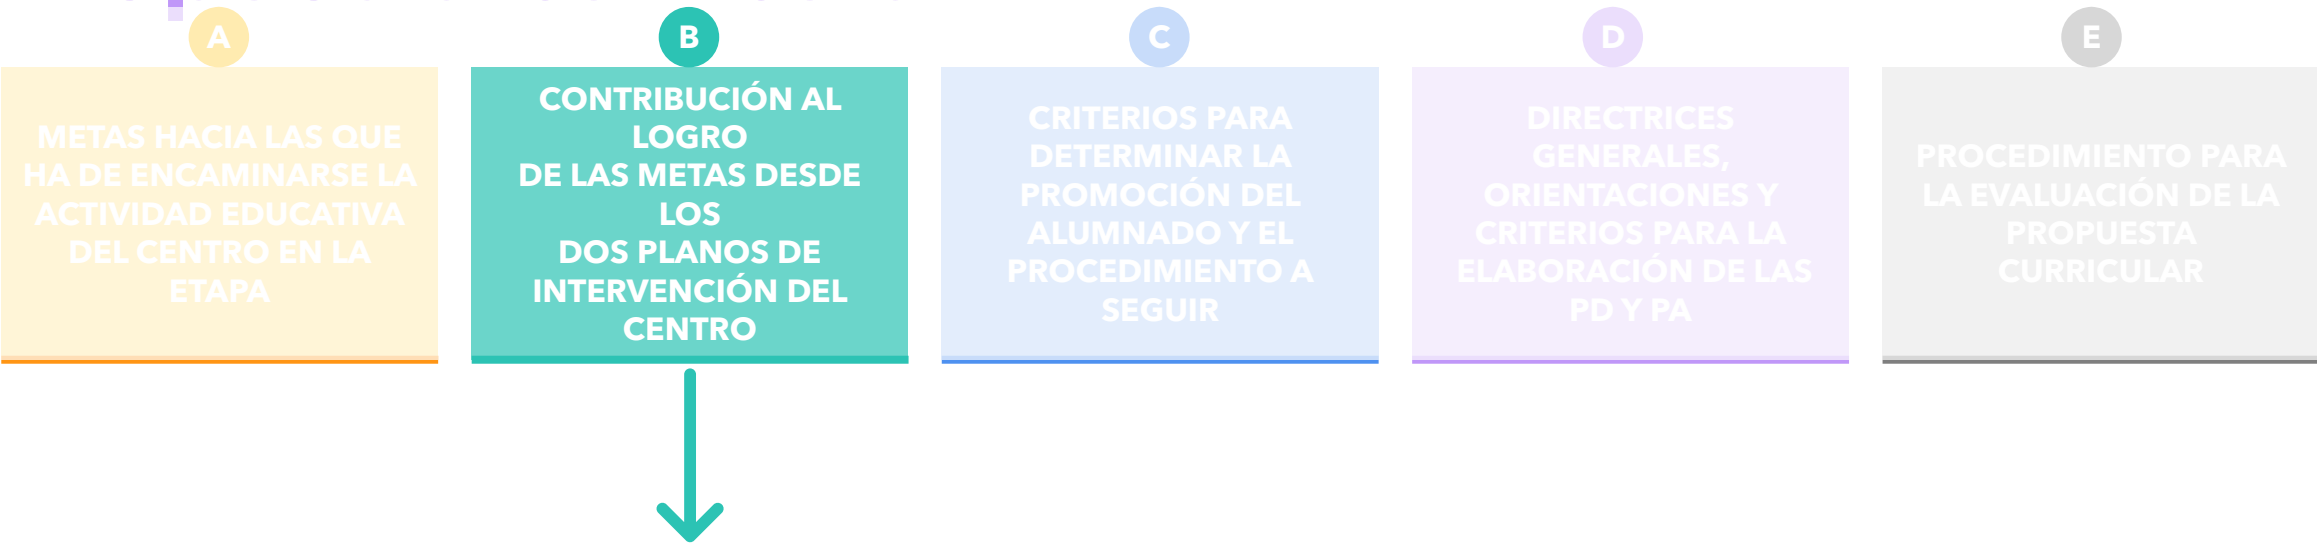 A
METAS HACIA LAS QUE
HA DE ENCAMINARSE LA
ACTIVIDAD EDUCATIVA
DEL CENTRO EN LA
ETAPA
B
CONTRIBUCIÓN AL
LOGRO
DE LAS METAS DESDE
LOS
DOS PLANOS DE
INTERVENCIÓN DEL
CENTRO
C
CRITERIOS PARA
DETERMINAR LA
PROMOCIÓN DEL
ALUMNADO Y EL
PROCEDIMIENTO A
SEGUIR
D
DIRECTRICES
GENERALES,
ORIENTACIONES Y
CRITERIOS PARA LA
ELABORACIÓN DE LAS
PD Y PA
E
PROCEDIMIENTO PARA
LA EVALUACIÓN DE LA
PROPUESTA
CURRICULAR